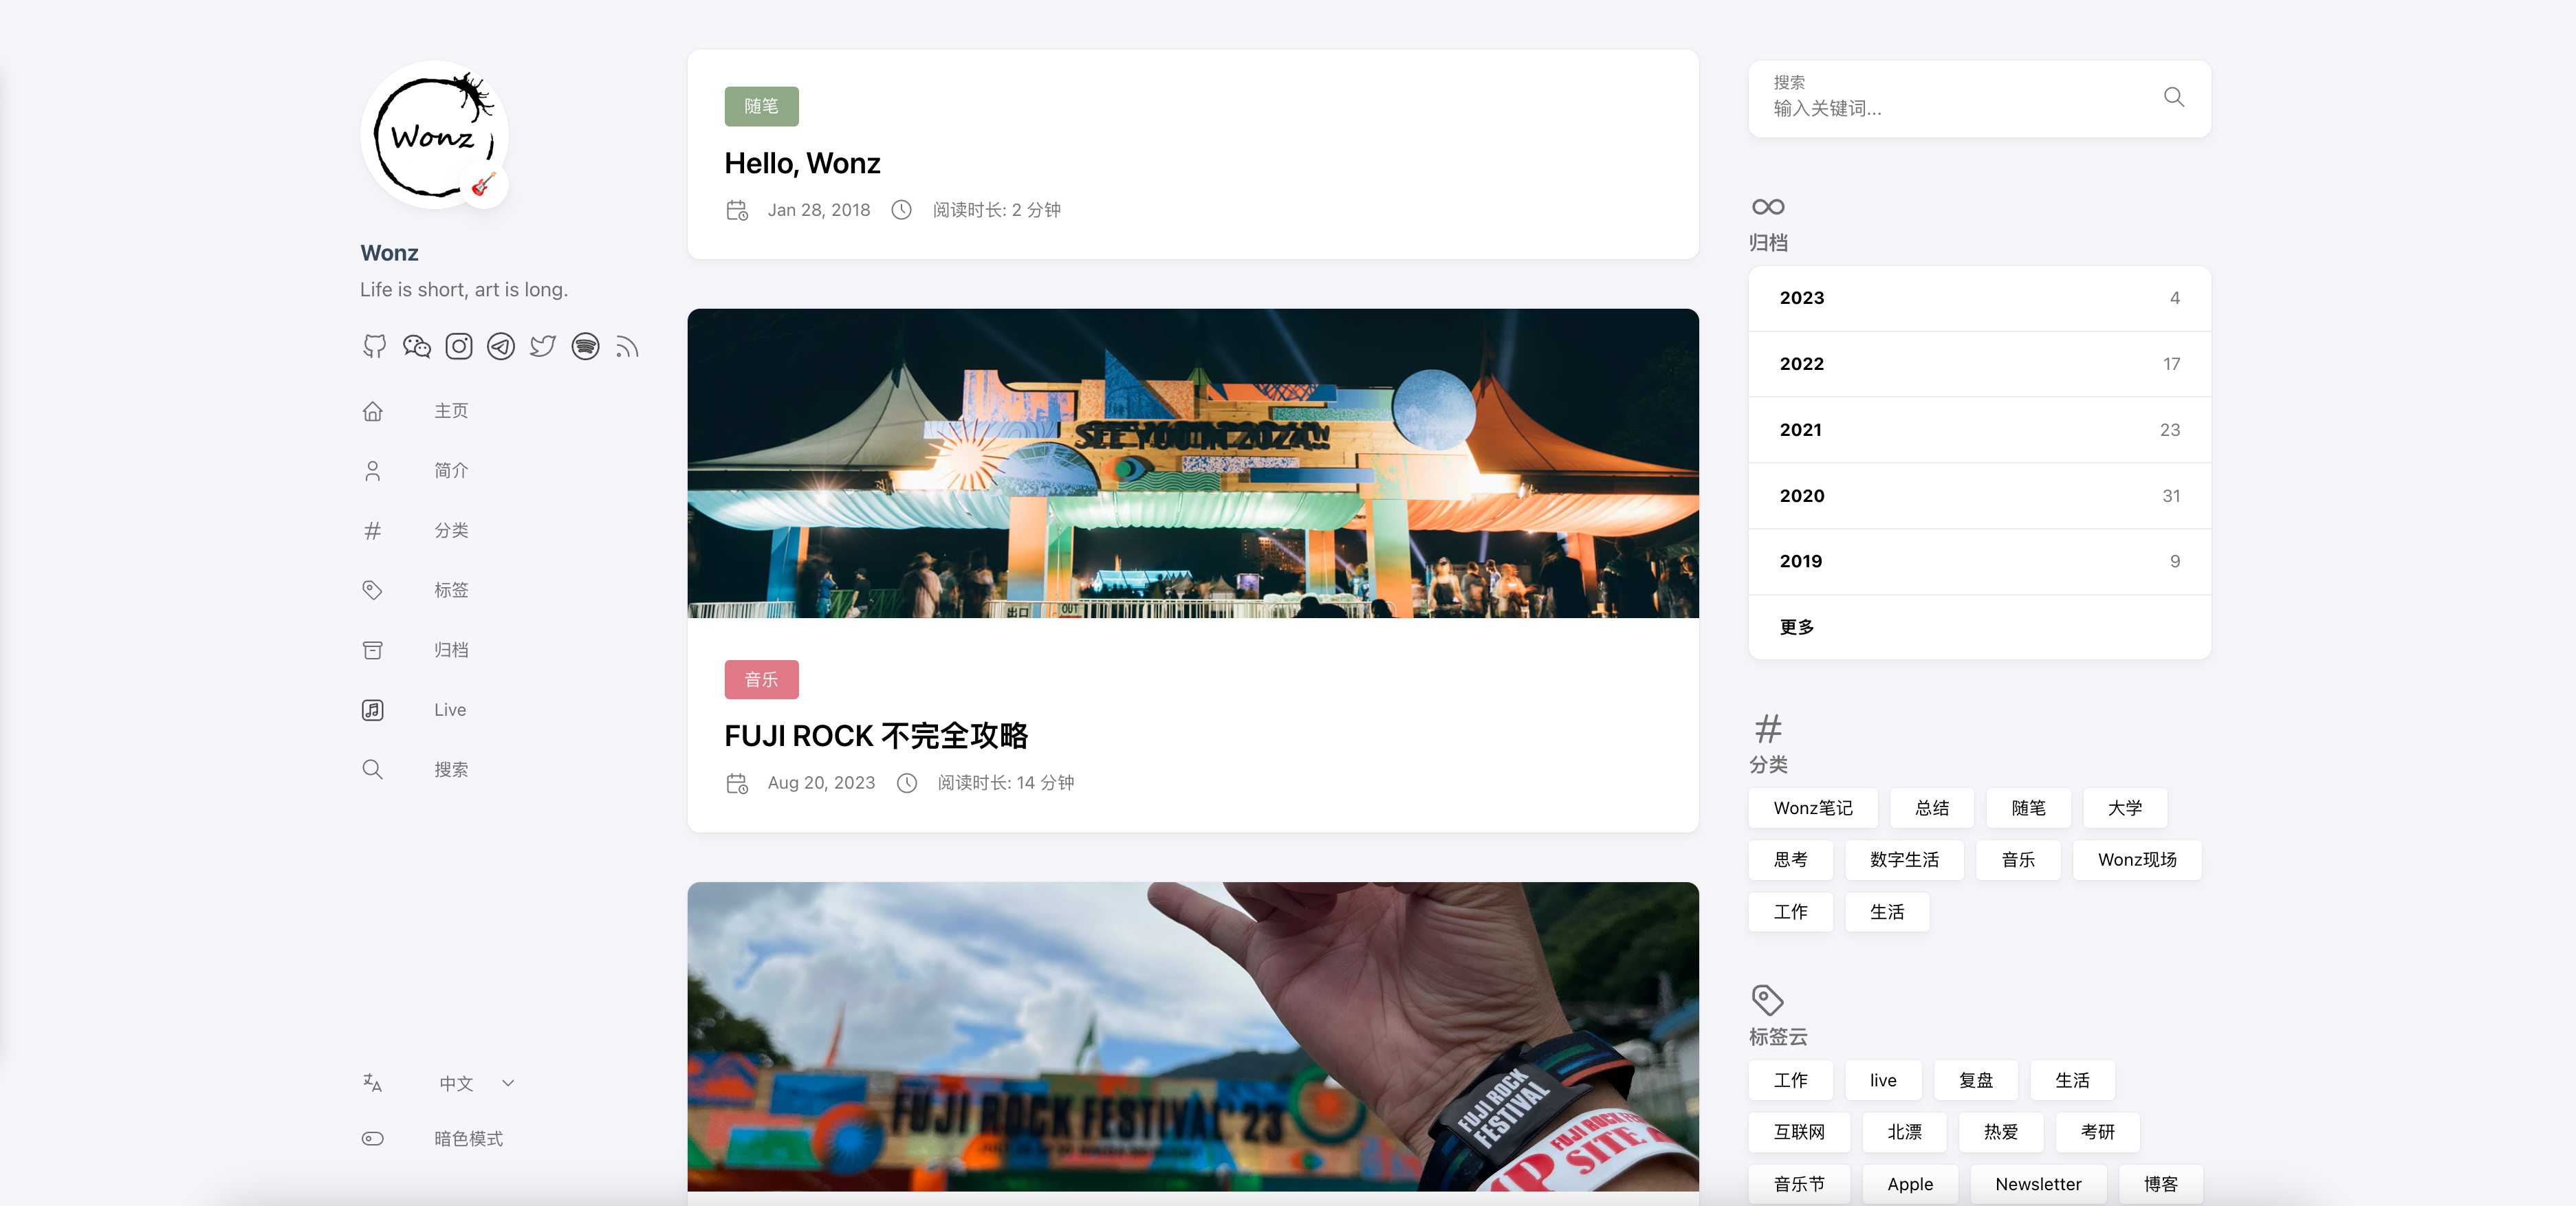 Wonz
Wonz
Life is short, art is long.
主页
简介
分类
标签
归档
Live
搜索
中文
暗色模式
随笔
Hello, Wonz
Jan 28, 2018 阅读时长: 2 分钟
SEE YOU IN 2024!!
出口
OUT
音乐
FUJI ROCK 不完全攻略
Aug 20, 2023 阅读时长: 14 分钟
FUJI ROCK FESTIVAL'23
FUJI ROCK
FESTIVAL
FUJI ROCK
SITE
搜索
输入关键词...
归档
2023 4
2022 17
2021 23
2020 31
2019 9
更多
分类
Wonz笔记 总结 随笔 大学
思考 数字生活 音乐 Wonz现场
工作 生活
标签云
工作 live 复盘 生活
互联网 北漂 热爱 考研
音乐节 Apple Newsletter 博客